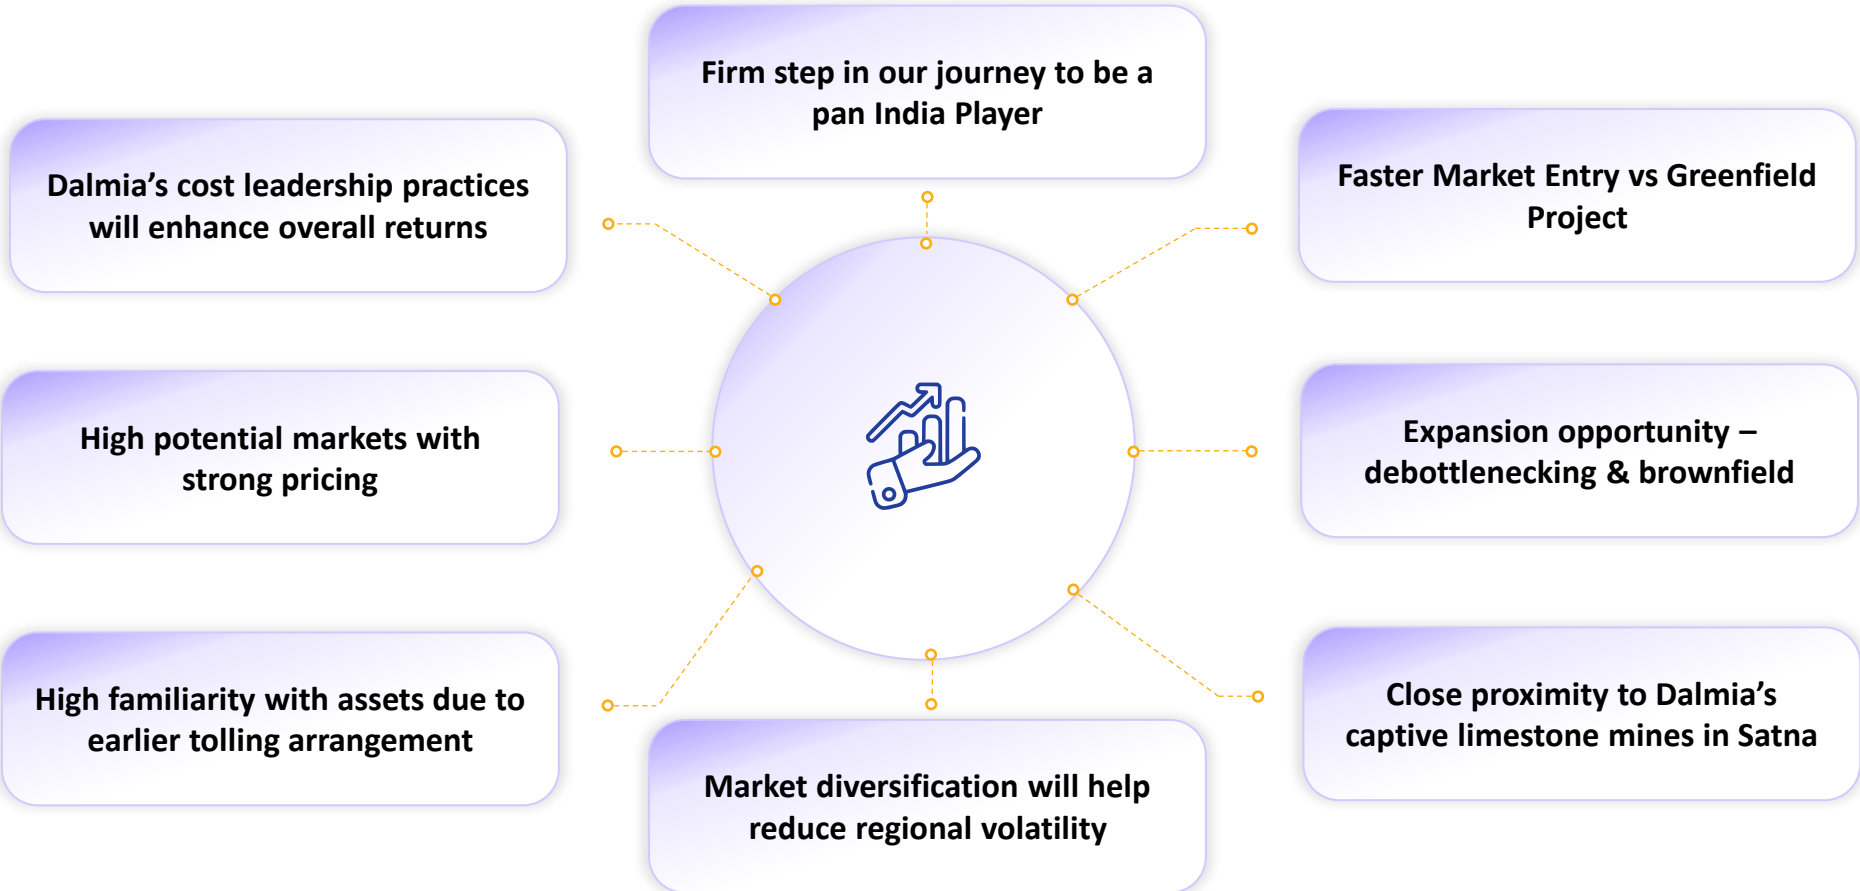 Firm step in our journey to be a
pan India Player
Dalmia’s cost leadership practices
will enhance overall returns
Faster Market Entry vs Greenfield
Project
High potential markets with
strong pricing
Expansion opportunity –
debottlenecking & brownfield
High familiarity with assets due to
earlier tolling arrangement
Close proximity to Dalmia’s
captive limestone mines in Satna
Market diversification will help
reduce regional volatility